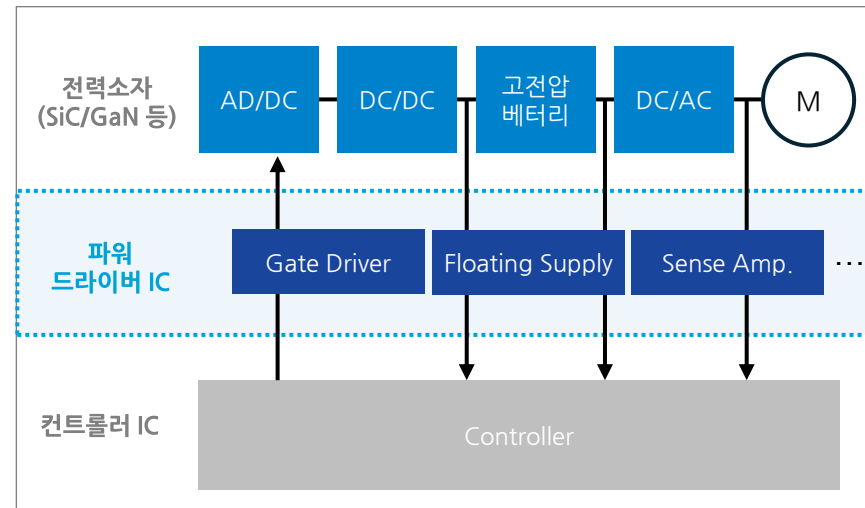 전력소자
(SiC/GaN 등)
AD/DC
DC/DC
고전압
베터리
DC/AC
M
파워
드라이버 IC
Gate Driver
Floating Supply
Sense Amp.
...
컨트롤러 IC
Controller